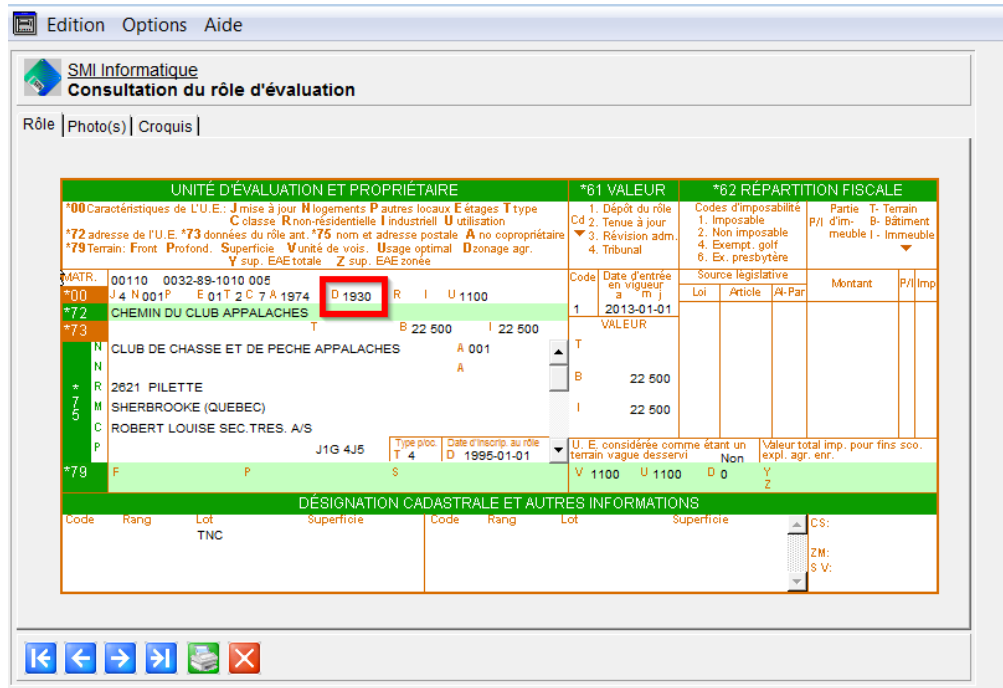 Edition Options Aide
SMI Informatique
Consultation du rôle d'évaluation
Rôle Photo(s) Croquis
UNITÉ D'ÉVALUATION ET PROPRIÉTAIRE
*00 Caractéristiques de L'U.E.: J mise à jour N logements P autres locaux E étages T type
C classe R non-résidentielle I industriell U utilisation
*72 adresse de l'U.E. *73 données du rôle ant. *75 nom et adresse postale A no copropriétaire
*79 Terrain: Front Profond. Superficie V unité de vois. Usage optimal D zonage agr.
Y sup. EAE totale Z sup. EAE zonée
*61 VALEUR
Cd 1. Dépôt du rôle
2. Tenue à jour
3. Révision adm.
4. Tribunal
*62 RÉPARTITION FISCALE
Codes d'imposabilité
1. Imposable
2. Non imposable
4. Exempt. golf
6. Ex. presbytère
P/I Partie d'im- meuble
T- Terrain
B- Bâtiment
I - Immeuble
MATR. 00110 0032-89-1010 005
*00 J 4 N 001 P E 01 T 2 C 7 A 1974 D 1930 R I U 1100
*72 CHEMIN DU CLUB APPALACHES
*73 T B 22 500 I 22 500
*75
N CLUB DE CHASSE ET DE PECHE APPALACHES A 001
N A
R 2621 PILETTE
M SHERBROOKE (QUEBEC)
C ROBERT LOUISE SEC.TRES. A/S
P J1G 4J5
Type p/oc. T 4
Date d'inscrip. au rôle D 1995-01-01
Code Date d'entrée en vigueur
a m j
1 2013-01-01
VALEUR
T
B 22 500
I 22 500
Source législative
Loi Article Al-Par
Montant P/I Imp
U. E. considérée comme étant un terrain vague desservi Non
Valeur total imp. pour fins sco. expl. agr. enr.
*79 F P S V 1100 U 1100 D 0 Y
Z
DÉSIGNATION CADASTRALE ET AUTRES INFORMATIONS
Code Rang Lot Superficie Code Rang Lot Superficie
TNC
CS:
ZM:
S V: